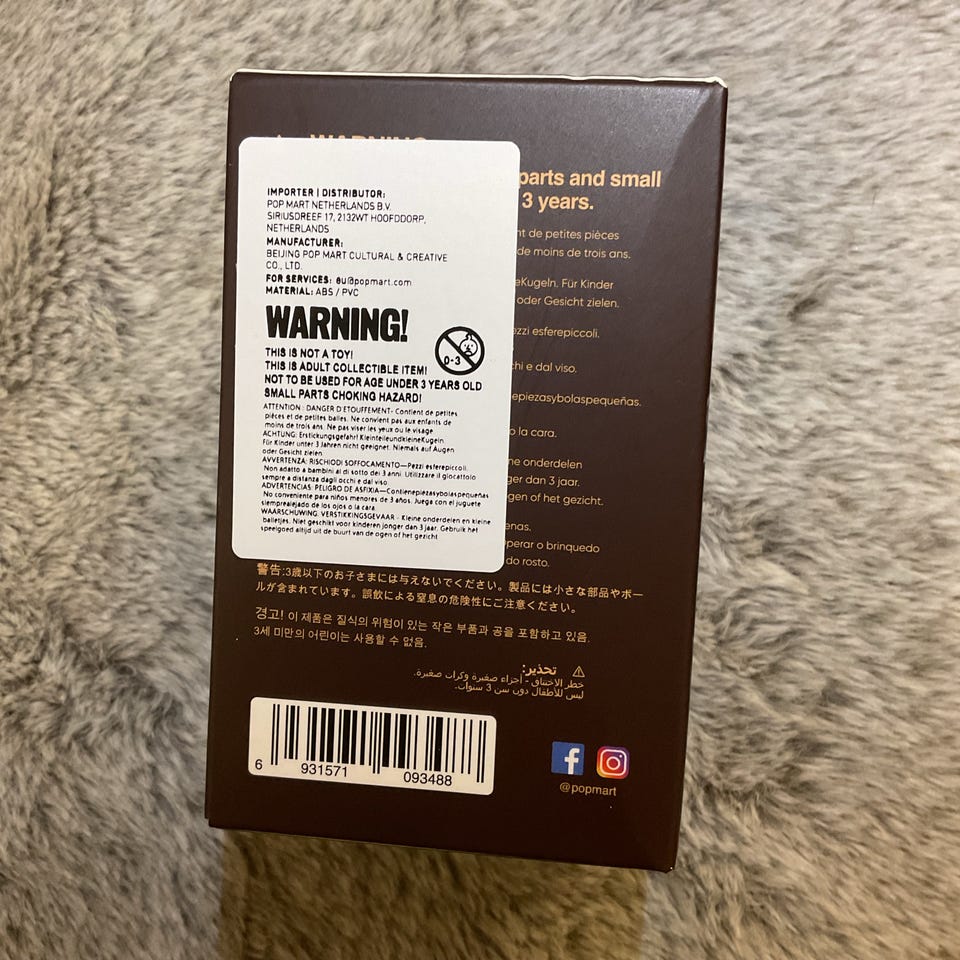 WARNING
parts and small
3 years.
nt de petites pièces
de moins de trois ans.
eKugeln. Für Kinder
oder Gesicht zielen.
ezzi esferepiccoli.
chi e dal viso.
enepiezasybolaspequeñas.
o la cara.
ne onderdelen
ger dan 3 jaar.
ogen of het gezicht.
enas.
perar o brinquedo
do rosto.
IMPORTER | DISTRIBUTOR:
POP MART NETHERLANDS B.V.
SIRIUSDREEF 17, 2132WT HOOFDDORP,
NETHERLANDS
MANUFACTURER:
BEIJING POP MART CULTURAL & CREATIVE
CO., LTD.
FOR SERVICES: eu@popmart.com
MATERIAL: ABS / PVC
WARNING!
0-3
THIS IS NOT A TOY!
THIS IS ADULT COLLECTIBLE ITEM!
NOT TO BE USED FOR AGE UNDER 3 YEARS OLD
SMALL PARTS CHOKING HAZARD!
ATTENTION : DANGER D'ETOUFFEMENT- Contient de petites
pièces et de petites balles. Ne convient pas aux enfants de
moins de trois ans. Ne pas viser les yeux ou le visage.
ACHTUNG: Erstickungsgefahr! KleinteileundkleineKugeln.
Für Kinder unter 3 Jahren nicht geeignet. Niemals auf Augen
oder Gesicht zielen.
AVVERTENZA: RISCHIODI SOFFOCAMENTO—Pezzi esferepiccoli.
Non adatto a bambini al di sotto dei 3 anni. Utilizzare il giocattolo
sempre a distanza dagli occhi e dal viso.
ADVERTENCIAS: PELIGRO DE ASFIXIA—Contienepiezasybolaspequeñas
No conveniente para niños menores de 3 años. Juega con el juguete
siemprealejado de los ojos o la cara
WAARSCHUWING: VERSTIKKINGSGEVAAR - Kleine onderdelen en kleine
balletjes. Niet geschikt voor kinderen jonger dan 3 jaar. Gebruik het
speelgoed altijd uit de buurt van de ogen of het gezicht
警告:3歳以下のお子さまには与えないでください。製品には小さな部品やボー
ルが含まれています。誤飲による窒息の危険性にご注意ください。
경고! 이 제품은 질식의 위험이 있는 작은 부품과 공을 포함하고 있음.
3세 미만의 어린이는 사용할 수 없음.
تحذير:
خطر الاختناق - أجزاء صغيرة وكرات صغيرة.
ليس للأطفال دون سن 3 سنوات.
6 931571 093488
@popmart